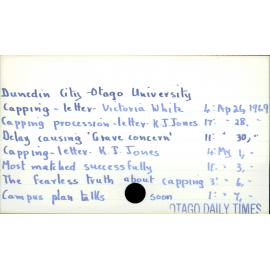 Dunedin City - Otago University
Capping - letter - Victoria White 4: Ap 26, 1969
Capping procession - letter - K.J. Jones 17: " 28, "
Delay causing 'Grave concern' 11: " 30, "
Capping - letter - K.J. Jones 4: My 1, "
Most matched successfully 11: " 3, "
The fearless truth about capping 3: " 6, "
Campus plan talks soon 1: " 7, "
OTAGO DAILY TIMES